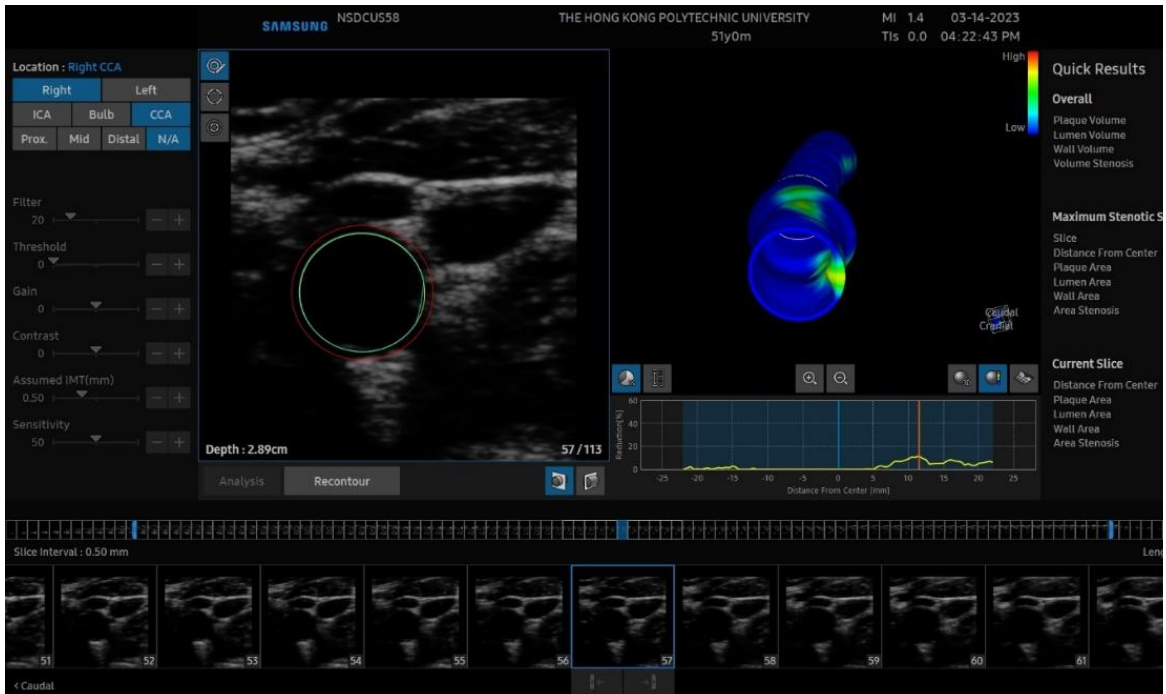 SAMSUNG NSDCUS58 THE HONG KONG POLYTECHNIC UNIVERSITY MI 1.4 03-14-2023
51y0m TIs 0.0 04:22:43 PM
Location : Right CCA
Right Left
ICA Bulb CCA
Prox. Mid Distal N/A
Filter
20
Threshold
0
Gain
0
Contrast
0
Assumed IMT(mm)
0.50
Sensitivity
50
Depth : 2.89cm 57/113
Analysis Recontour
High
Low
Caudal
Cranial
60
40
20
0
Reduction[%]
-25 -20 -15 -10 -5 0 5 10 15 20 25
Distance From Center [mm]
Quick Results
Overall
Plaque Volume
Lumen Volume
Wall Volume
Volume Stenosis
Maximum Stenotic S
Slice
Distance From Center
Plaque Area
Lumen Area
Wall Area
Area Stenosis
Current Slice
Distance From Center
Plaque Area
Lumen Area
Wall Area
Area Stenosis
Slice Interval : 0.50 mm Leng
51 52 53 54 55 56 57 58 59 60 61
< Caudal